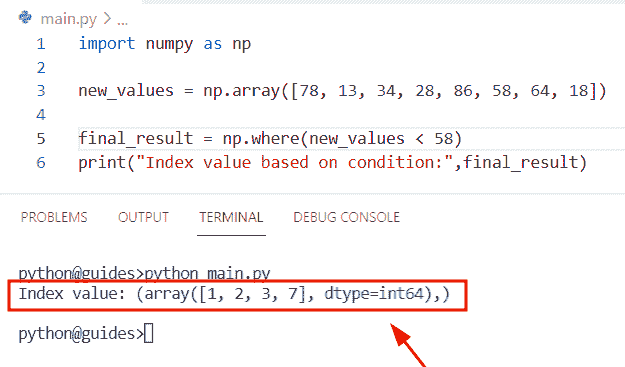 main.py > ...
1 import numpy as np
2
3 new_values = np.array([78, 13, 34, 28, 86, 58, 64, 18])
4
5 final_result = np.where(new_values < 58)
6 print("Index value based on condition:",final_result)
PROBLEMS OUTPUT TERMINAL DEBUG CONSOLE
python@guides>python main.py
Index value: (array([1, 2, 3, 7], dtype=int64),)
python@guides>